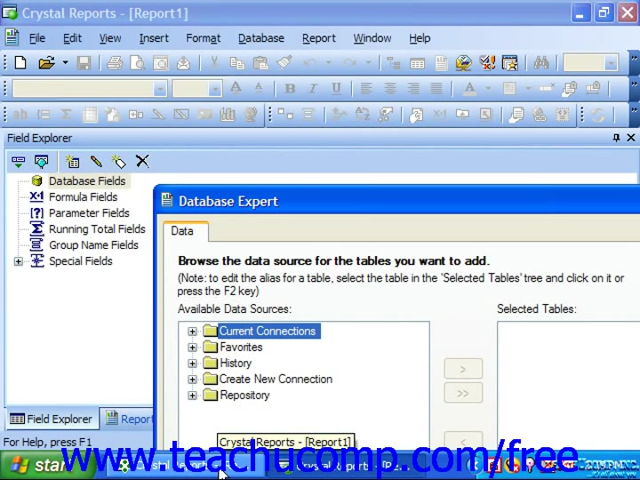 Crystal Reports - [Report1]
File Edit View Insert Format Database Report Window Help
Field Explorer
Database Fields
Formula Fields
Parameter Fields
Running Total Fields
Group Name Fields
Special Fields
Database Expert
Data
Browse the data source for the tables you want to add.
(Note: to edit the alias for a table, select the table in the 'Selected Tables' tree and click on it or
press the F2 key)
Available Data Sources:
Selected Tables:
Current Connections
Favorites
History
Create New Connection
Repository
>
>>
<
Field Explorer
Report
For Help, press F1
Crystal Reports - [Report1]
start
www.teachucomp.com/free